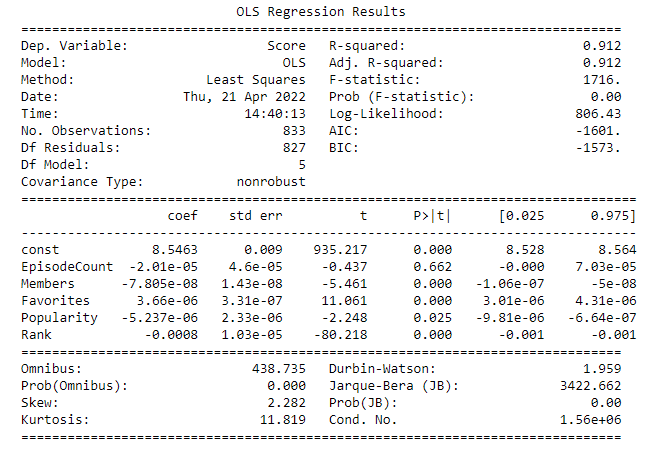 OLS Regression Results
==============================================================================
Dep. Variable:                  Score   R-squared:                       0.912
Model:                            OLS   Adj. R-squared:                  0.912
Method:                 Least Squares   F-statistic:                     1716.
Date:                Thu, 21 Apr 2022   Prob (F-statistic):               0.00
Time:                        14:40:13   Log-Likelihood:                 806.43
No. Observations:                 833   AIC:                            -1601.
Df Residuals:                     827   BIC:                            -1573.
Df Model:                           5
Covariance Type:            nonrobust
================================================================================
                   coef    std err          t      P>|t|      [0.025      0.975]
--------------------------------------------------------------------------------
const            8.5463      0.009    935.217      0.000       8.528       8.564
EpisodeCount  -2.01e-05    4.6e-05     -0.437      0.662      -0.000    7.03e-05
Members      -7.805e-08   1.43e-08     -5.461      0.000   -1.06e-07      -5e-08
Favorites      3.66e-06   3.31e-07     11.061      0.000    3.01e-06    4.31e-06
Popularity   -5.237e-06   2.33e-06     -2.248      0.025   -9.81e-06   -6.64e-07
Rank            -0.0008   1.03e-05    -80.218      0.000      -0.001      -0.001
==============================================================================
Omnibus:                      438.735   Durbin-Watson:                   1.959
Prob(Omnibus):                  0.000   Jarque-Bera (JB):             3422.662
Skew:                           2.282   Prob(JB):                         0.00
Kurtosis:                      11.819   Cond. No.                     1.56e+06
==============================================================================